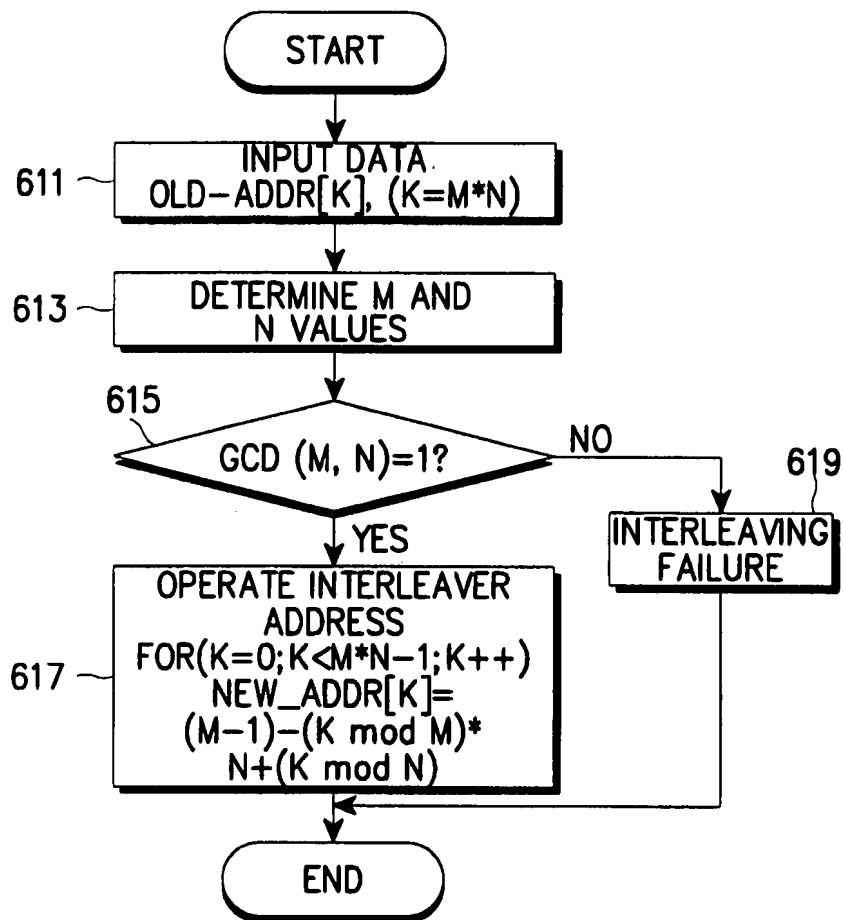 START
611
INPUT DATA
OLD-ADDR[K], (K=M*N)
613
DETERMINE M AND
N VALUES
615
GCD (M, N)=1?
NO
619
INTERLEAVING
FAILURE
YES
617
OPERATE INTERLEAVER
ADDRESS
FOR(K=0;K<M*N-1;K++)
NEW_ADDR[K]=
(M-1)-(K mod M)*
N+(K mod N)
END